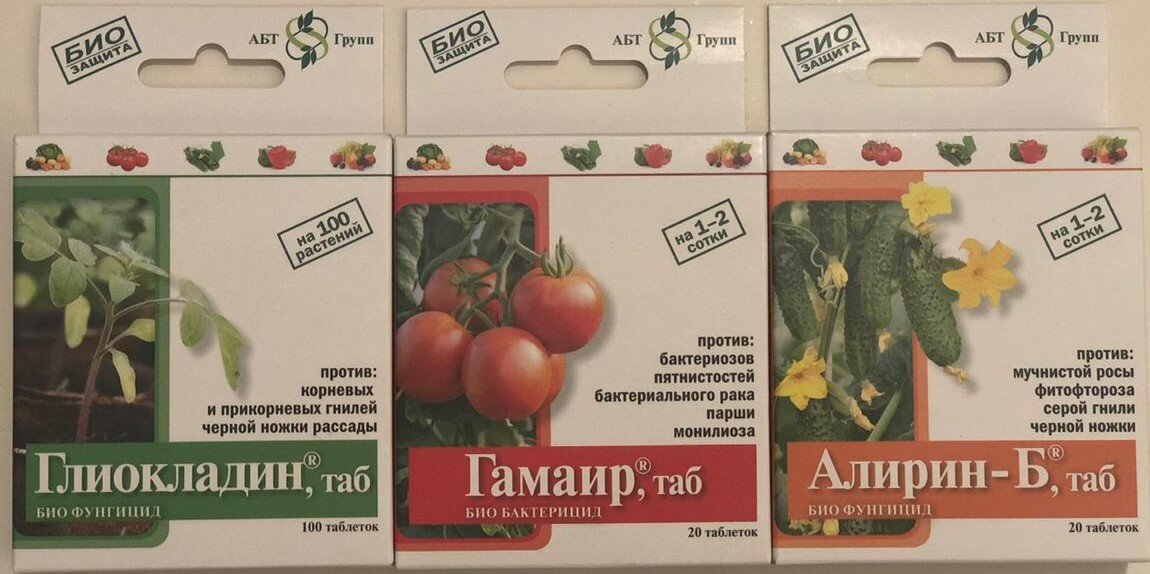 БИО
ЗАЩИТА
АБТ Групп
на 100
растений
против:
корневых
и прикорневых гнилей
черной ножки рассады
Глиокладин®, таб
БИО ФУНГИЦИД
100 таблеток
БИО
ЗАЩИТА
АБТ Групп
на 1-2
сотки
против:
бактериозов
пятнистостей
бактериального рака
парши
монилиоза
Гамаир®, таб
БИО БАКТЕРИЦИД
20 таблеток
БИО
ЗАЩИТА
АБТ Групп
на 1-2
сотки
против:
мучнистой росы
фитофтороза
серой гнили
черной ножки
Алирин-Б®, таб
БИО ФУНГИЦИД
20 таблеток